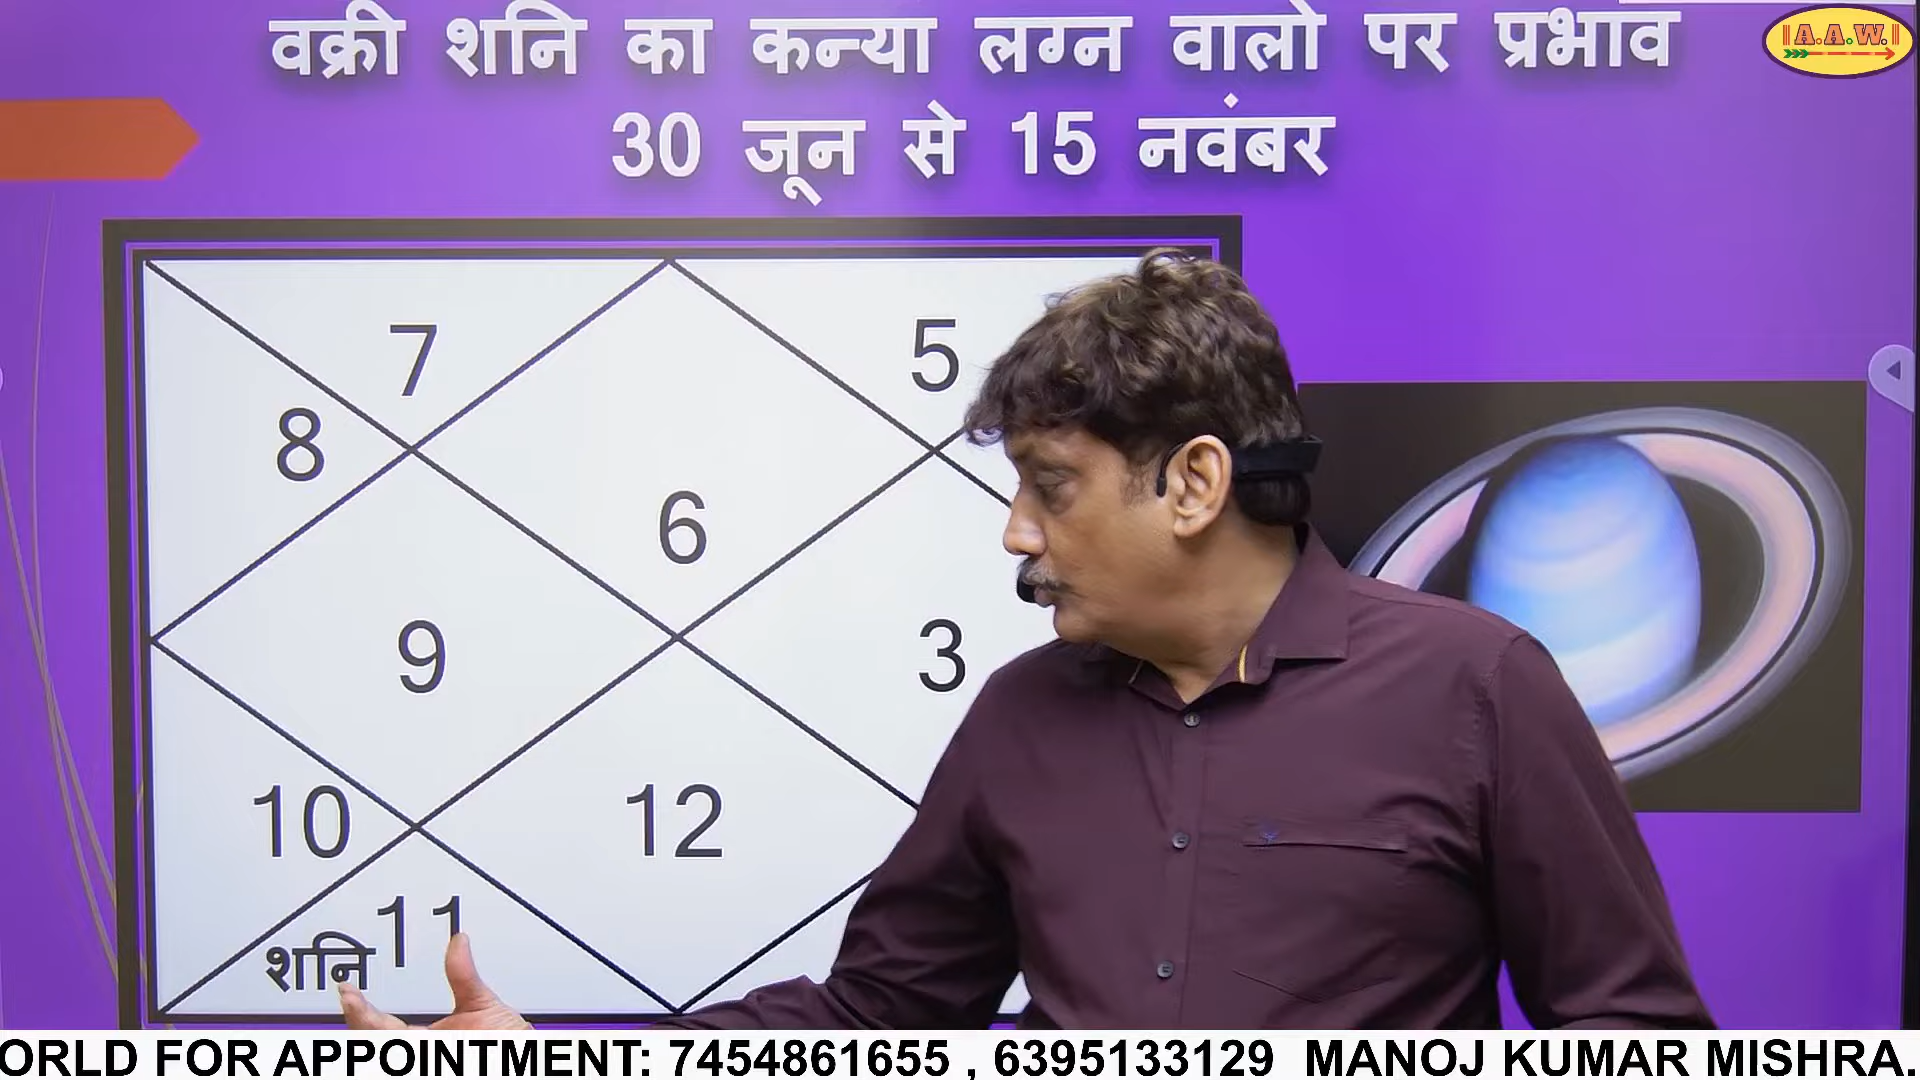 वक्री शनि का कन्या लग्न वालो पर प्रभाव
30 जून से 15 नवंबर
A.A.W.
7
5
8
6
9
3
10
12
11
शनि
ORLD FOR APPOINTMENT: 7454861655 , 6395133129 MANOJ KUMAR MISHRA.